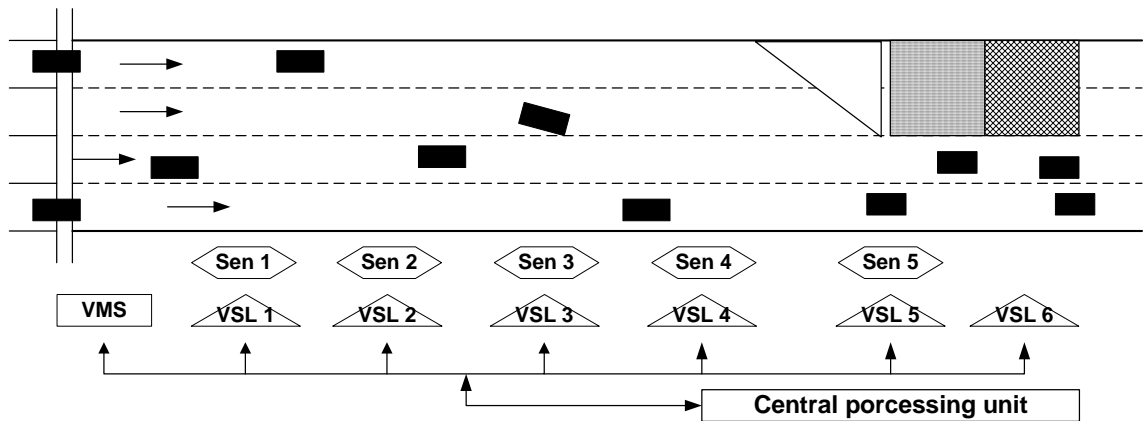 Sen 1 Sen 2 Sen 3 Sen 4 Sen 5
VMS VSL 1 VSL 2 VSL 3 VSL 4 VSL 5 VSL 6
Central porcessing unit